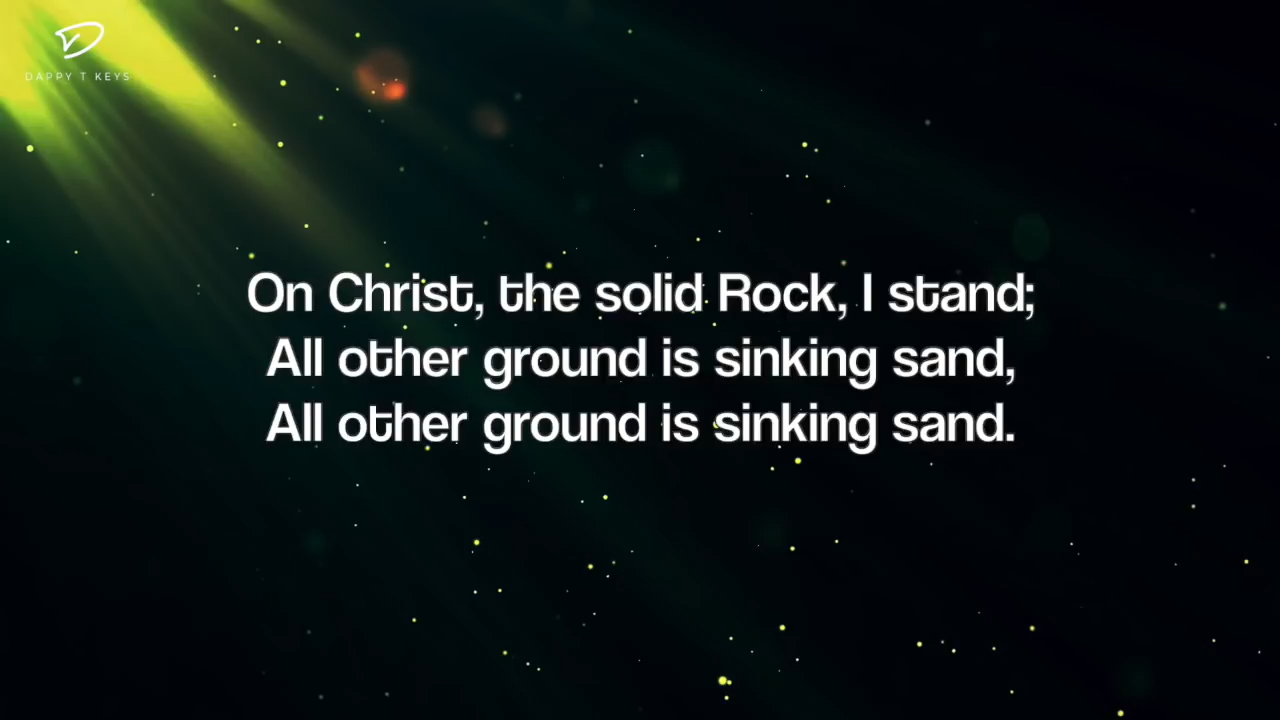 DAPPY T KEYS
On Christ, the solid Rock, I stand;
All other ground is sinking sand,
All other ground is sinking sand.